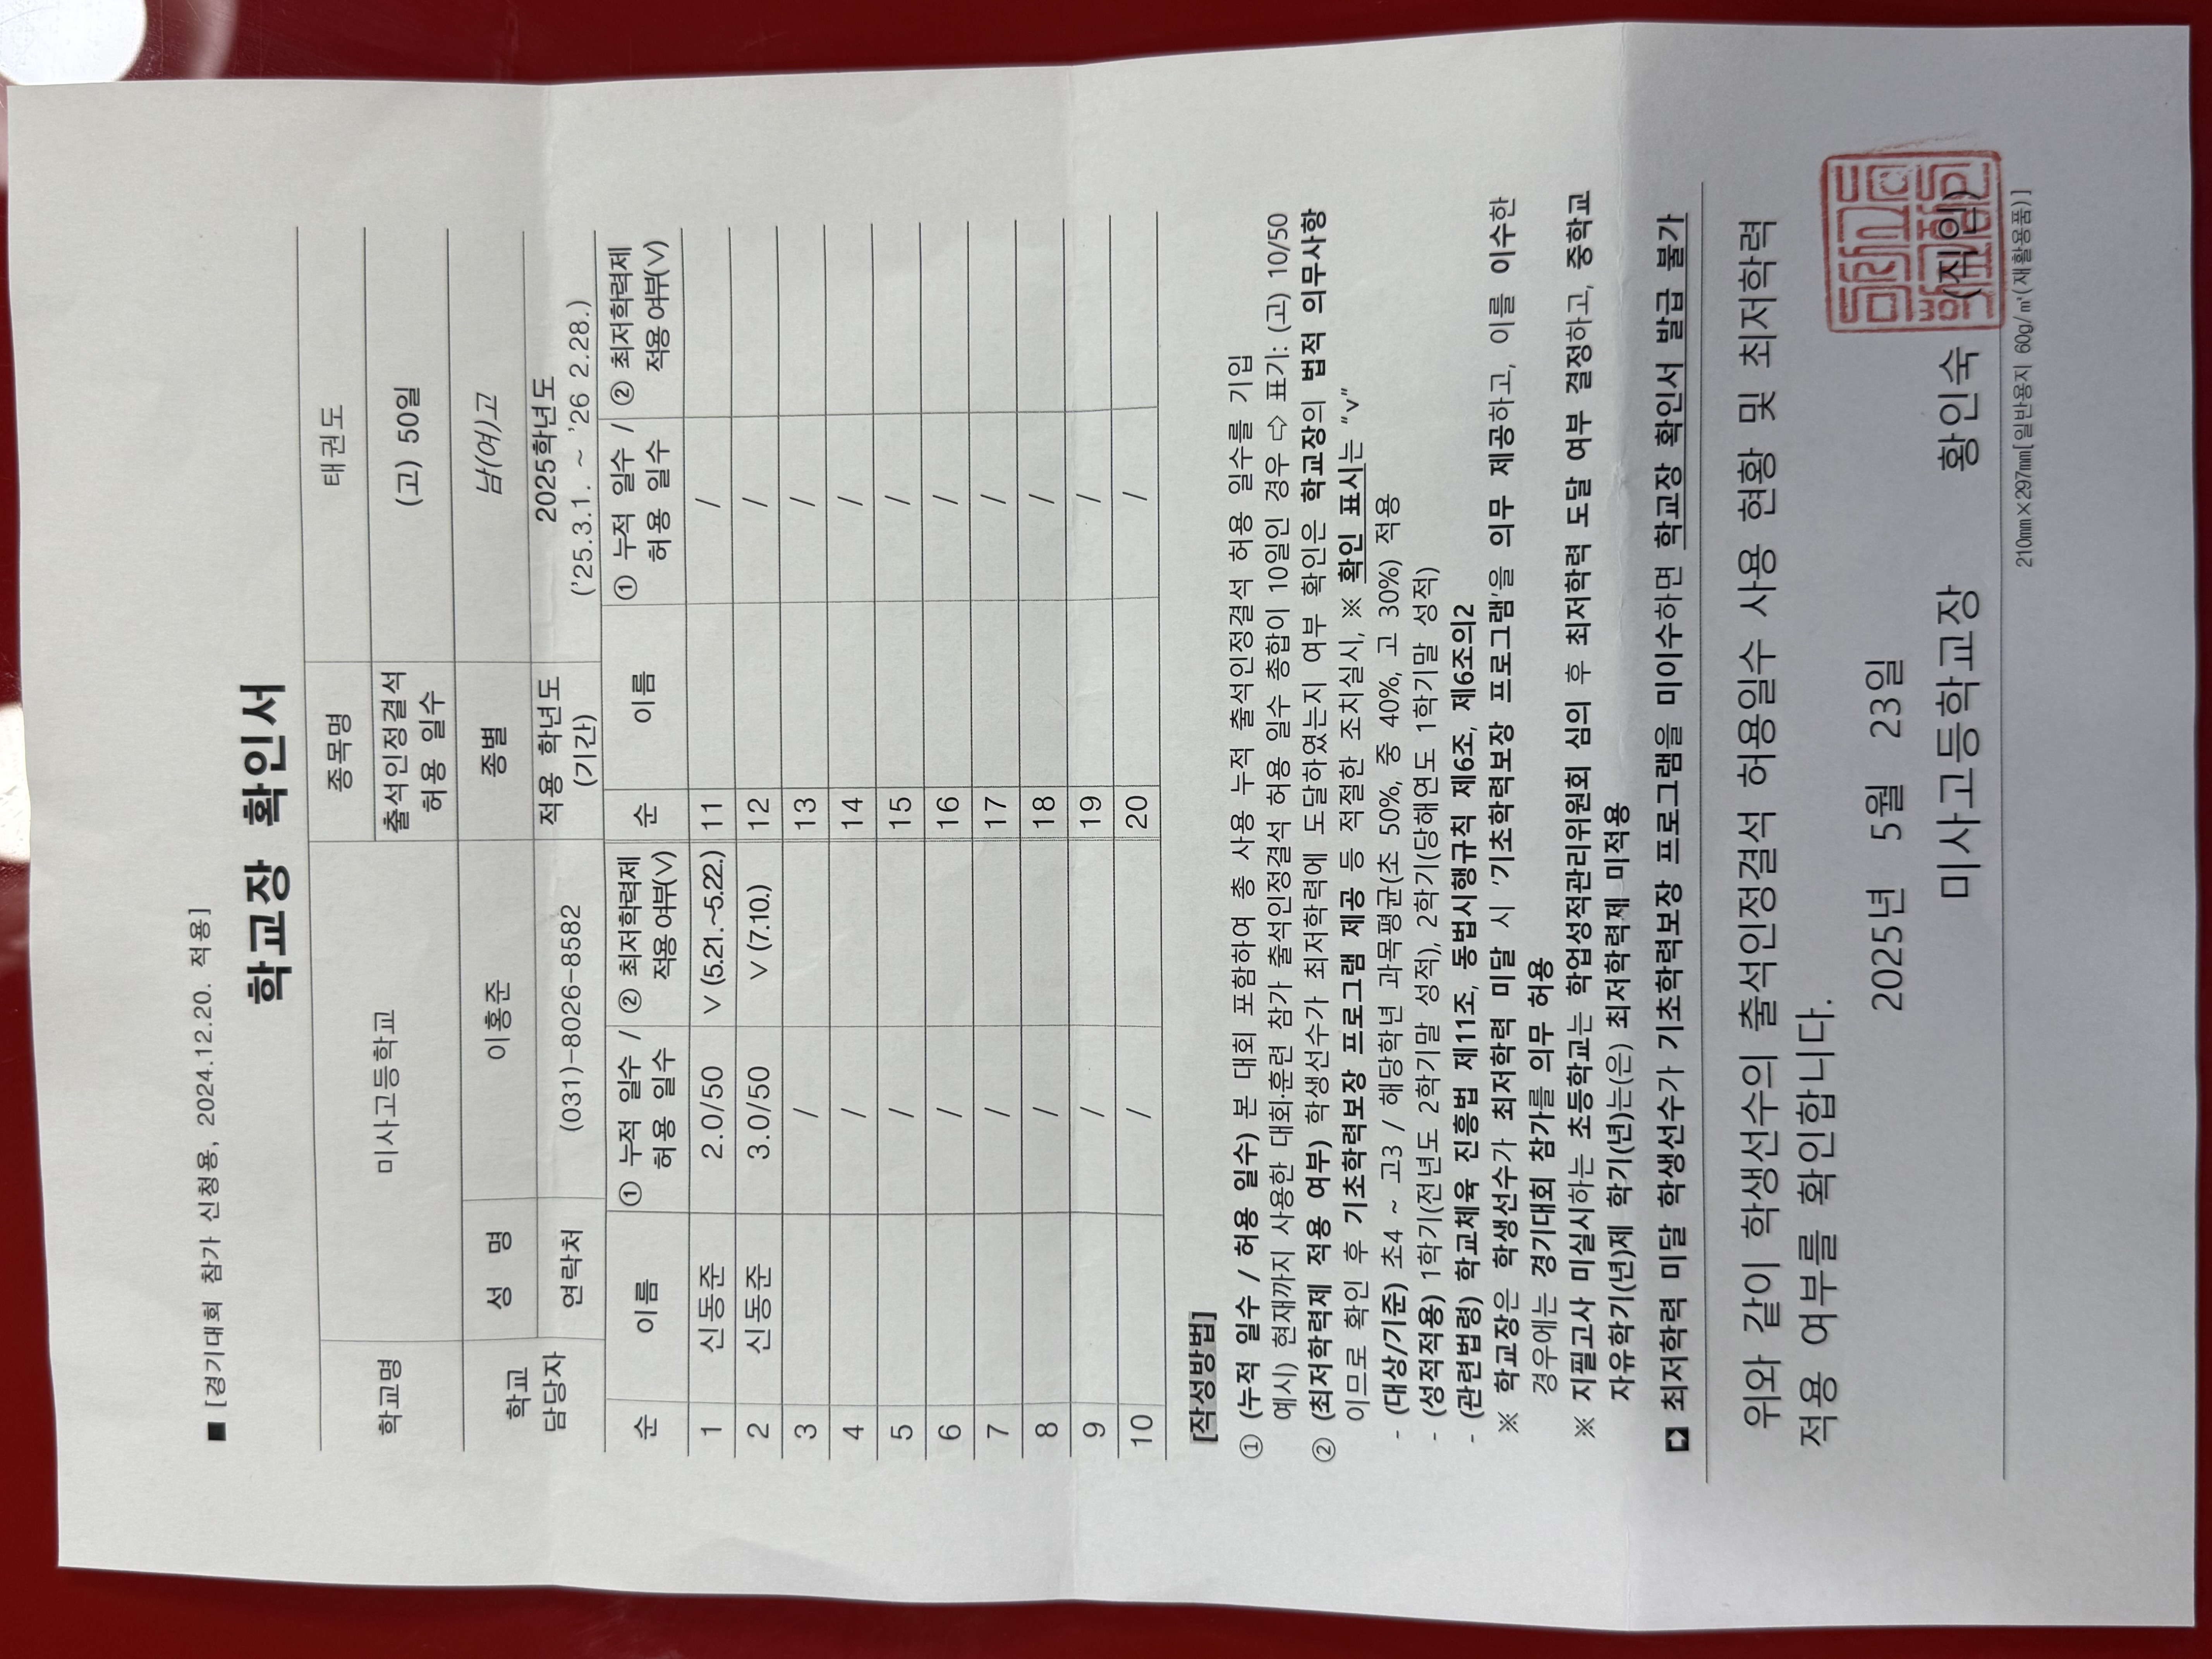 ■ [경기대회 참가 신청용, 2024.12.20. 적용]
학교장 확인서
학교명 미사고등학교 종목명 태권도
출석인정결석 허용 일수 (고) 50일
학교 담당자 성 명 이홍준 종별 남(여)고
연락처 (031)-8026-8582 적용 학년도 (기간) 2025학년도 ('25.3.1. ~ '26 2.28.)
순 이름 ① 누적 일수 / 허용 일수 ② 최저학력제 적용 여부(∨) 순 이름 ① 누적 일수 / 허용 일수 ② 최저학력제 적용 여부(∨)
1 신동준 2.0/50 ∨ (5.21.~5.22.) 11 /
2 신동준 3.0/50 ∨ (7.10.) 12 /
3 / 13 /
4 / 14 /
5 / 15 /
6 / 16 /
7 / 17 /
8 / 18 /
9 / 19 /
10 / 20 /
[작성방법]
① (누적 일수 / 허용 일수) 본 대회 포함하여 총 사용 누적 출석인정결석 허용 일수를 기입
예시) 현재까지 사용한 대회·훈련 참가 출석인정결석 허용 일수 총합이 10일인 경우 ⇨ 표기: (고) 10/50
② (최저학력제 적용 여부) 학생선수가 최저학력에 도달하였는지 여부 확인은 학교장의 법적 의무사항
이므로 확인 후 기초학력보장 프로그램 제공 등 적절한 조치실시, ※ 확인 표시는 “∨”
- (대상/기준) 초4 ~ 고3 / 해당학년 과목평균(초 50%, 중 40%, 고 30%) 적용
- (성적적용) 1학기(전년도 2학기말 성적), 2학기(당해연도 1학기말 성적)
- (관련법령) 학교체육 진흥법 제11조, 동법시행규칙 제6조, 제6조의2
※ 학교장은 학생선수가 최저학력 미달 시 '기초학력보장 프로그램'을 의무 제공하고, 이를 이수한
경우에는 경기대회 참가를 의무 허용
※ 지필고사 미실시하는 초등학교는 학업성적관리위원회 심의 후 최저학력 도달 여부 결정하고, 중학교
자유학기(년)제 학기(년)는(은) 최저학력제 미적용
➡ 최저학력 미달 학생선수가 기초학력보장 프로그램을 미이수하면 학교장 확인서 발급 불가
위와 같이 학생선수의 출석인정결석 허용일수 사용 현황 및 최저학력
적용 여부를 확인합니다.
2025년 5월 23일
미사고등학교장 황인숙 (직인)
210㎜×297㎜[일반용지 60g/㎡(재활용품)]